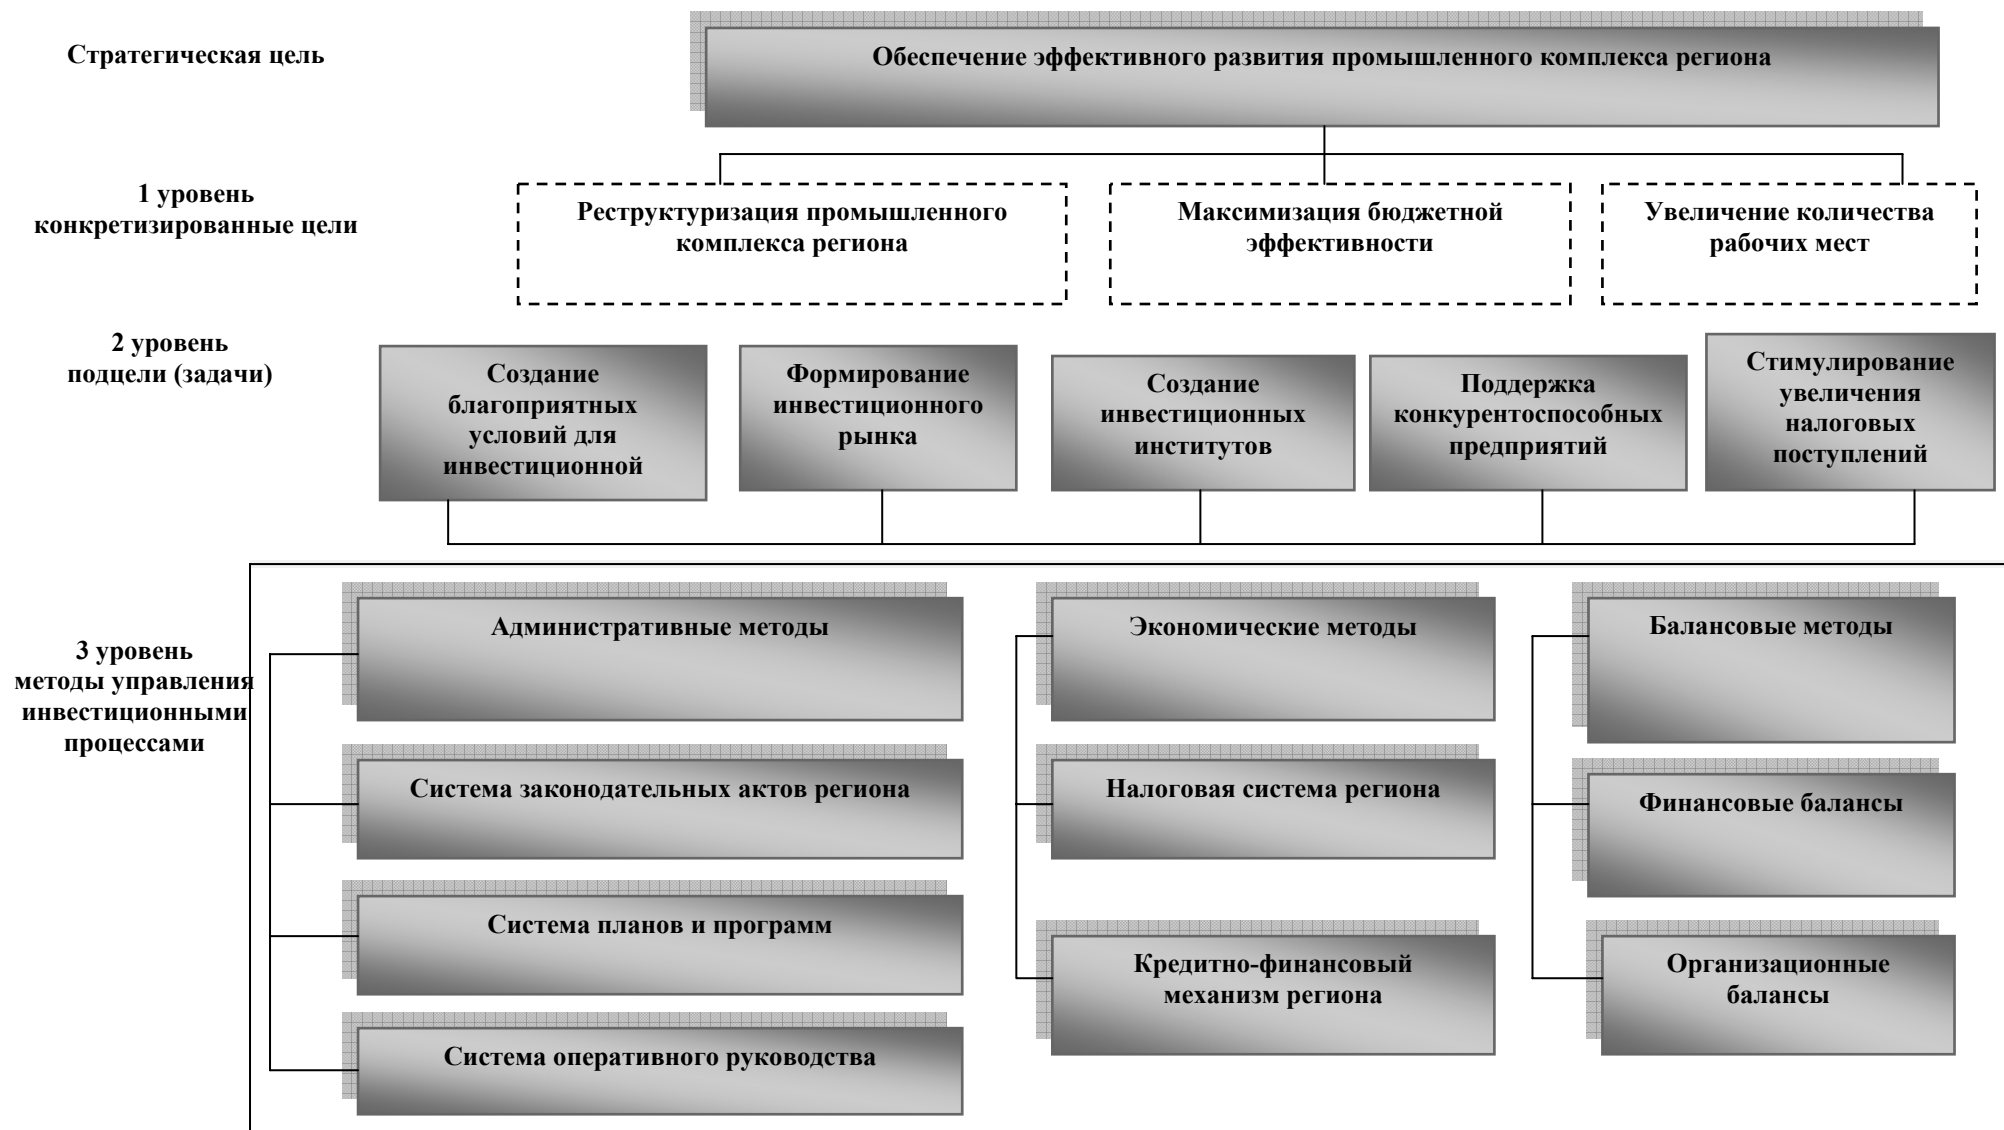 Стратегическая цель
Обеспечение эффективного развития промышленного комплекса региона
1 уровень
конкретизированные цели
Реструктуризация промышленного
комплекса региона
Максимизация бюджетной
эффективности
Увеличение количества
рабочих мест
2 уровень
подцели (задачи)
Создание
благоприятных
условий для
инвестиционной
Формирование
инвестиционного
рынка
Создание
инвестиционных
институтов
Поддержка
конкурентоспособных
предприятий
Стимулирование
увеличения
налоговых
поступлений
3 уровень
методы управления
инвестиционными
процессами
Административные методы
Система законодательных актов региона
Система планов и программ
Система оперативного руководства
Экономические методы
Налоговая система региона
Кредитно-финансовый
механизм региона
Балансовые методы
Финансовые балансы
Организационные
балансы